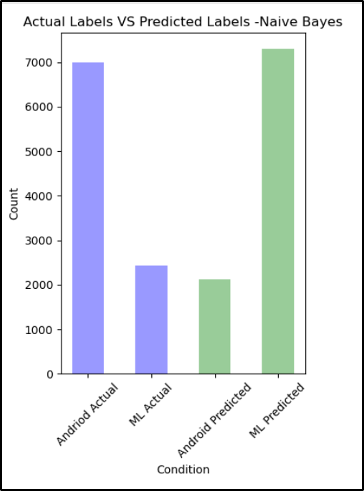 Actual Labels VS Predicted Labels -Naive Bayes
7000
6000
5000
4000
3000
2000
1000
0
Count
Andriod Actual
ML Actual
Android Predicted
ML Predicted
Condition